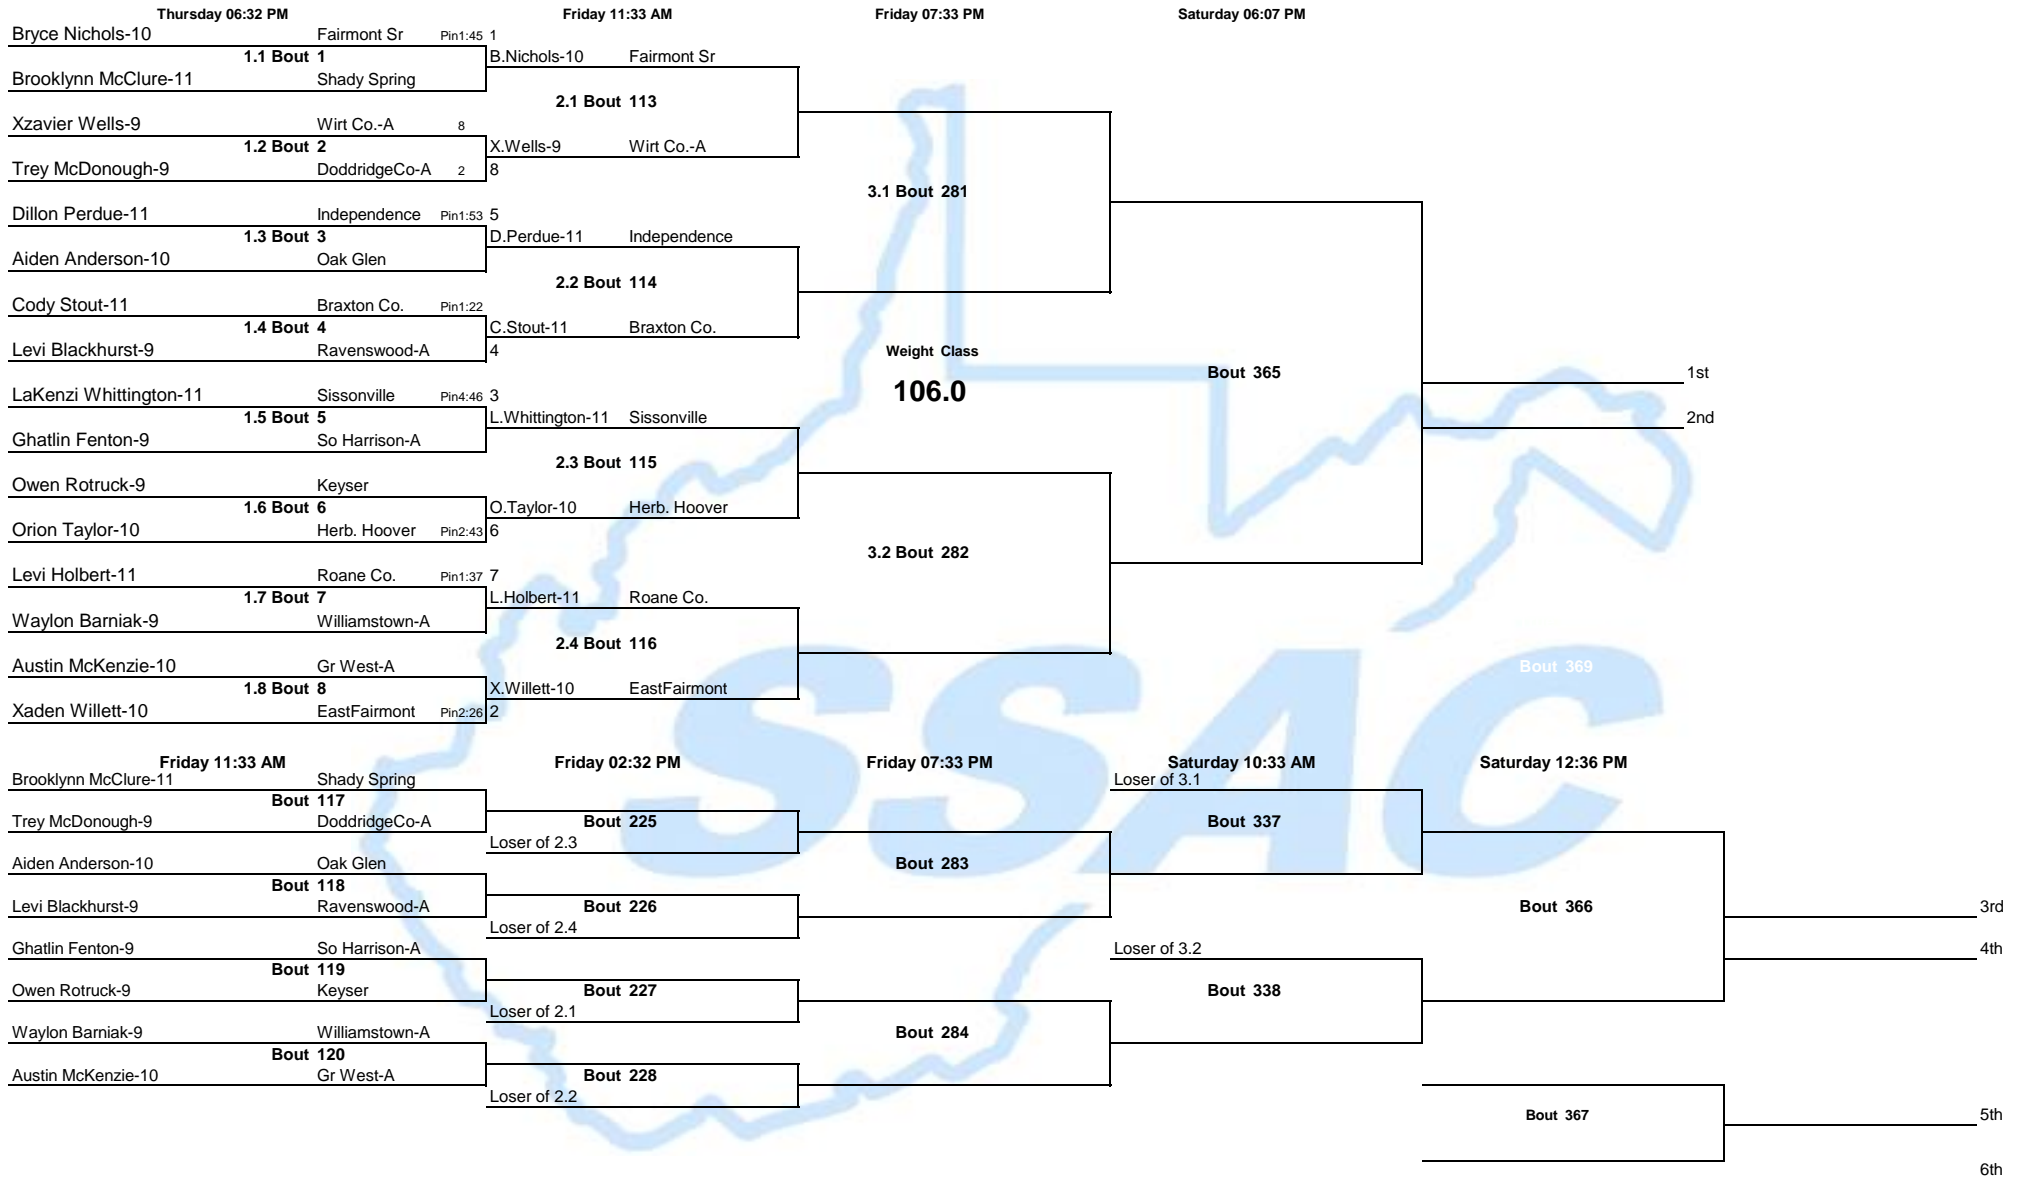 Thursday 06:32 PM Friday 11:33 AM Friday 07:33 PM Saturday 06:07 PM
Bryce Nichols-10 Fairmont Sr Pin1:45 1
1.1 Bout 1 B.Nichols-10 Fairmont Sr
Brooklynn McClure-11 Shady Spring
2.1 Bout 113
Xzavier Wells-9 Wirt Co.-A 8
1.2 Bout 2 X.Wells-9 Wirt Co.-A
Trey McDonough-9 DoddridgeCo-A 2 8
3.1 Bout 281
Dillon Perdue-11 Independence Pin1:53 5
1.3 Bout 3 D.Perdue-11 Independence
Aiden Anderson-10 Oak Glen
2.2 Bout 114
Cody Stout-11 Braxton Co. Pin1:22
1.4 Bout 4 C.Stout-11 Braxton Co.
Levi Blackhurst-9 Ravenswood-A 4 Weight Class
Bout 365 1st
106.0
LaKenzi Whittington-11 Sissonville Pin4:46 3
1.5 Bout 5 L.Whittington-11 Sissonville 2nd
Ghatlin Fenton-9 So Harrison-A
2.3 Bout 115
Owen Rotruck-9 Keyser
1.6 Bout 6 O.Taylor-10 Herb. Hoover
Orion Taylor-10 Herb. Hoover Pin2:43 6
3.2 Bout 282
Levi Holbert-11 Roane Co. Pin1:37 7
1.7 Bout 7 L.Holbert-11 Roane Co.
Waylon Barniak-9 Williamstown-A
2.4 Bout 116
Austin McKenzie-10 Gr West-A Bout 369
1.8 Bout 8 X.Willett-10 EastFairmont
Xaden Willett-10 EastFairmont Pin2:26 2
SSAC
Friday 11:33 AM Friday 02:32 PM Friday 07:33 PM Saturday 10:33 AM Saturday 12:36 PM
Brooklynn McClure-11 Shady Spring Loser of 3.1
Bout 117
Trey McDonough-9 DoddridgeCo-A Bout 225 Bout 337
Loser of 2.3
Aiden Anderson-10 Oak Glen Bout 283
Bout 118
Levi Blackhurst-9 Ravenswood-A Bout 226 Bout 366 3rd
Loser of 2.4
Ghatlin Fenton-9 So Harrison-A Loser of 3.2 4th
Bout 119
Owen Rotruck-9 Keyser Bout 227 Bout 338
Loser of 2.1
Waylon Barniak-9 Williamstown-A Bout 284
Bout 120
Austin McKenzie-10 Gr West-A Bout 228
Loser of 2.2
Bout 367 5th
6th